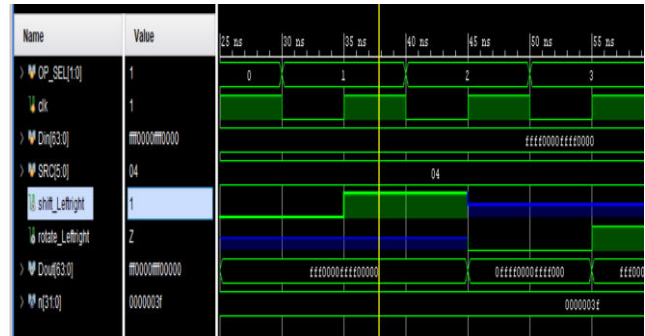 Name Value 25 ns 30 ns 35 ns 40 ns 45 ns 50 ns 55 ns
OP_SEL[1:0] 1 0 1 2 3
clk 1
Din[63:0] ffff0000ffff0000 ffff0000ffff0000
SRC[5:0] 04 04
shift_Leftright 1
rotate_Leftright Z
Dout[63:0] fff0000ffff00000 fff0000ffff00000 0ffff0000ffff000 fff000
n[31:0] 0000003f 0000003f